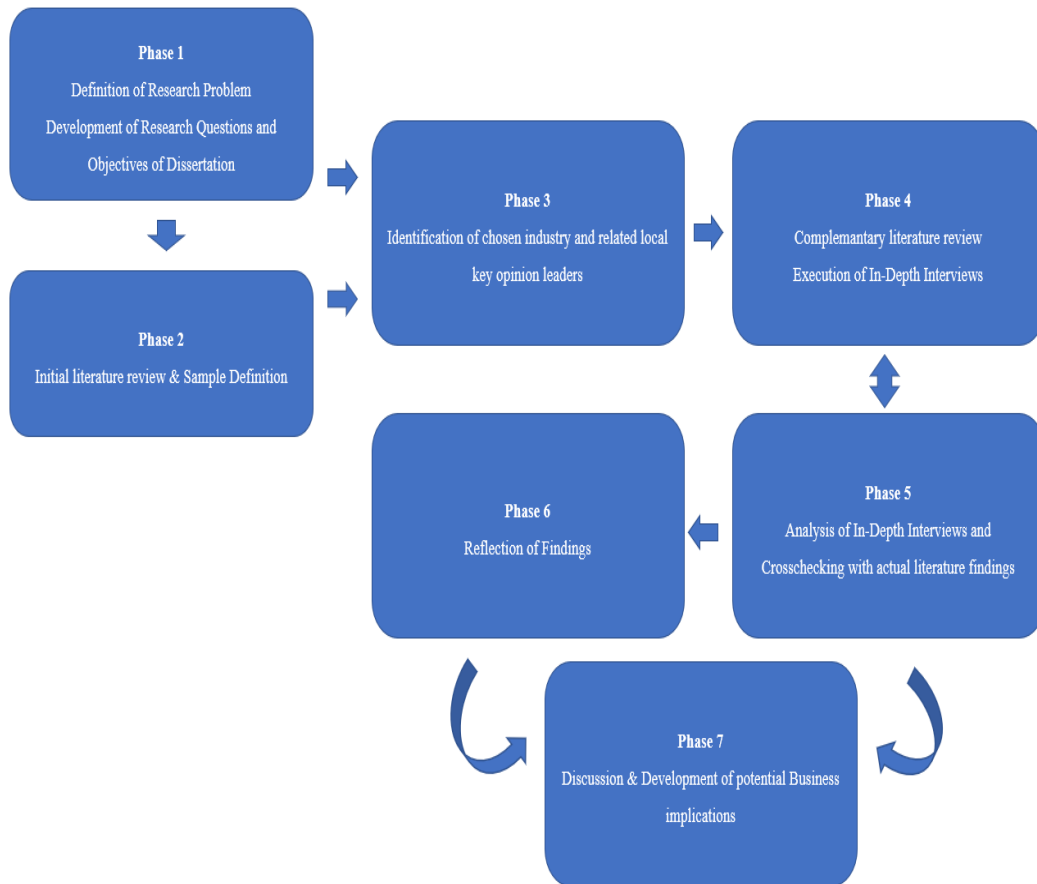 Phase 1
Definition of Research Problem
Development of Research Questions and
Objectives of Dissertation
Phase 2
Initial literature review & Sample Definition
Phase 3
Identification of chosen industry and related local
key opinion leaders
Phase 4
Complemantary literature review
Execution of In-Depth Interviews
Phase 5
Analysis of In-Depth Interviews and
Crosschecking with actual literature findings
Phase 6
Reflection of Findings
Phase 7
Discussion & Development of potential Business
implications